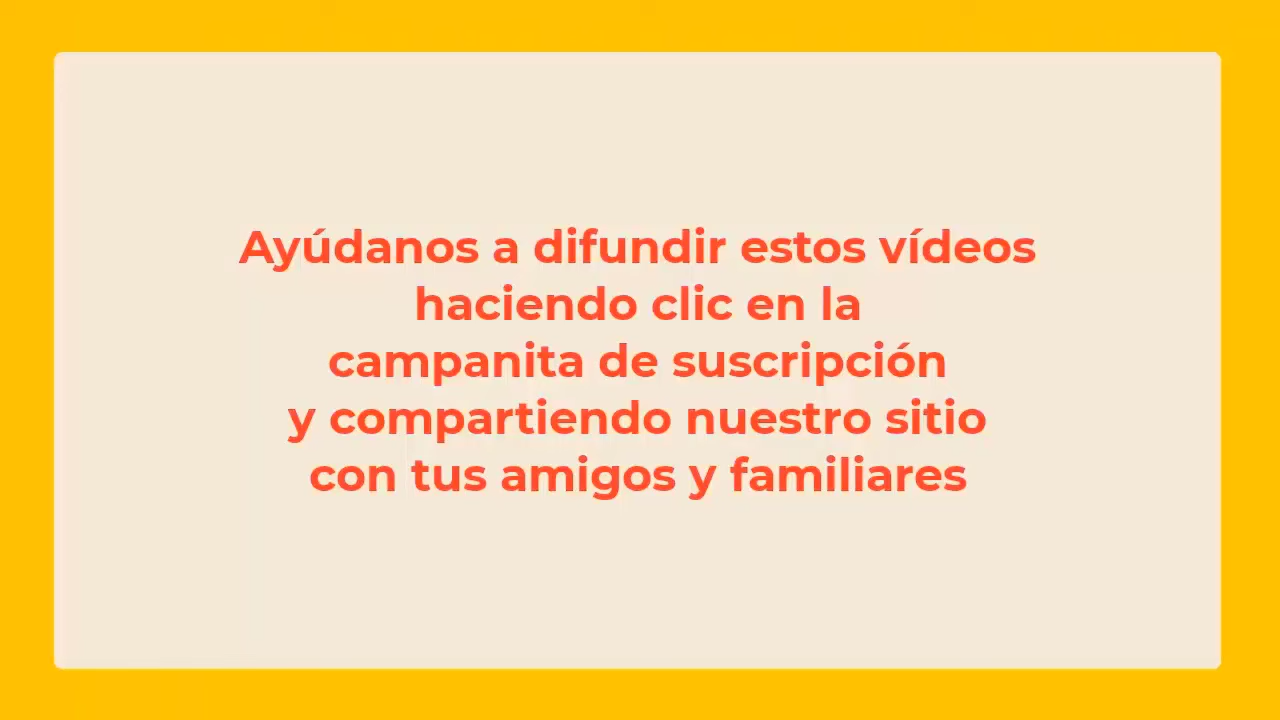 Ayúdanos a difundir estos vídeos
haciendo clic en la
campanita de suscripción
y compartiendo nuestro sitio
con tus amigos y familiares